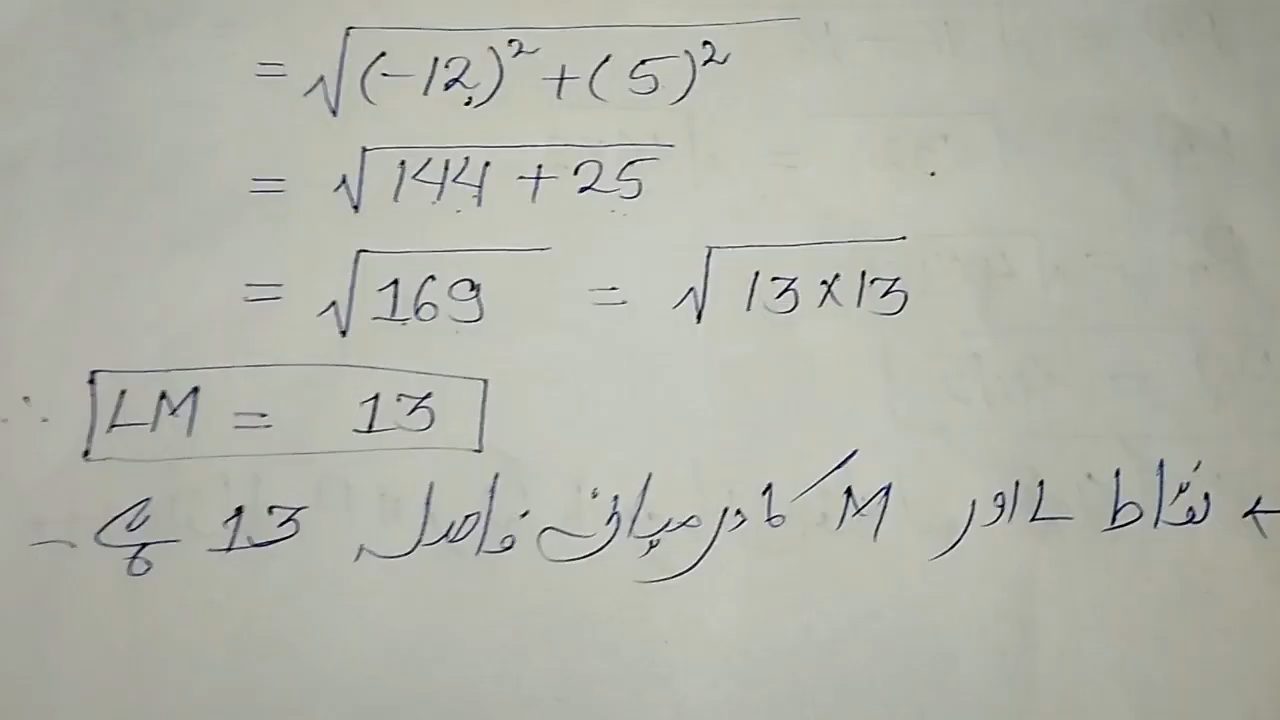 = √(-12)² + (5)²
= √144 + 25
= √169 = √13×13
∴ LM = 13
← نقاط L اور M کا درمیانی فاصلہ 13 ہے ۔